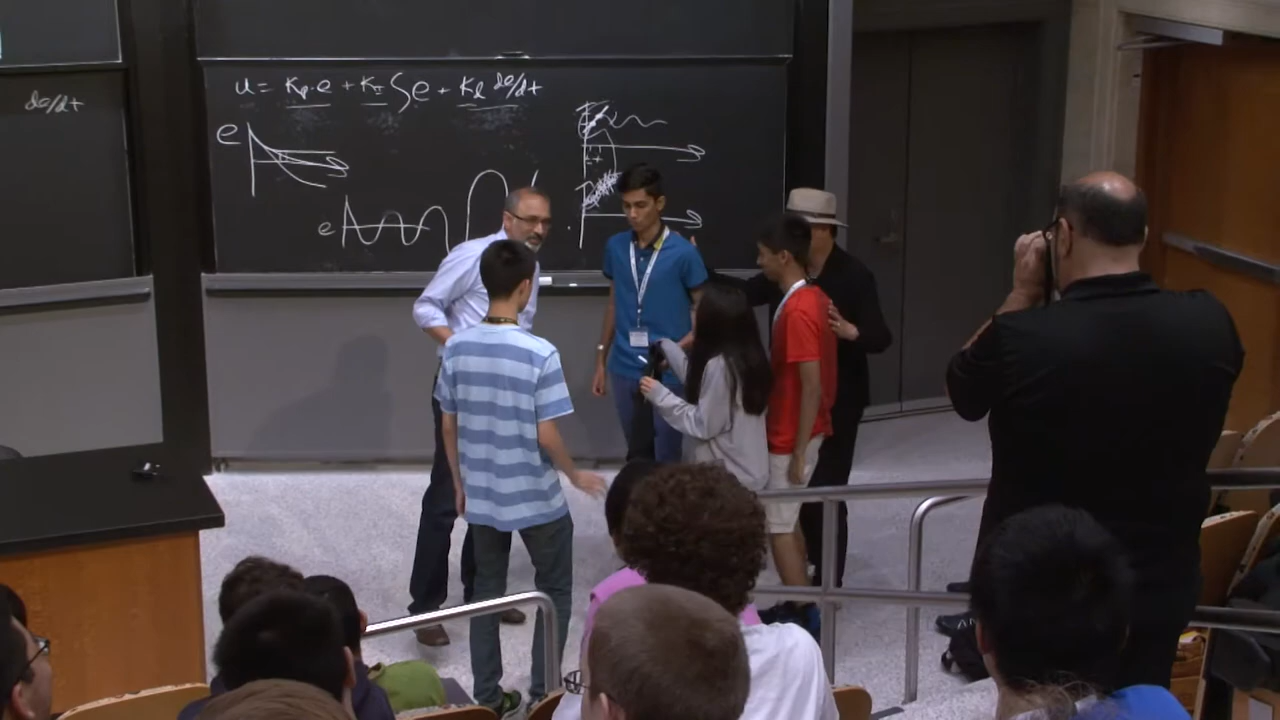 de/dt
u = Kp·e + KI ∫e + Kd de/dt
e
e